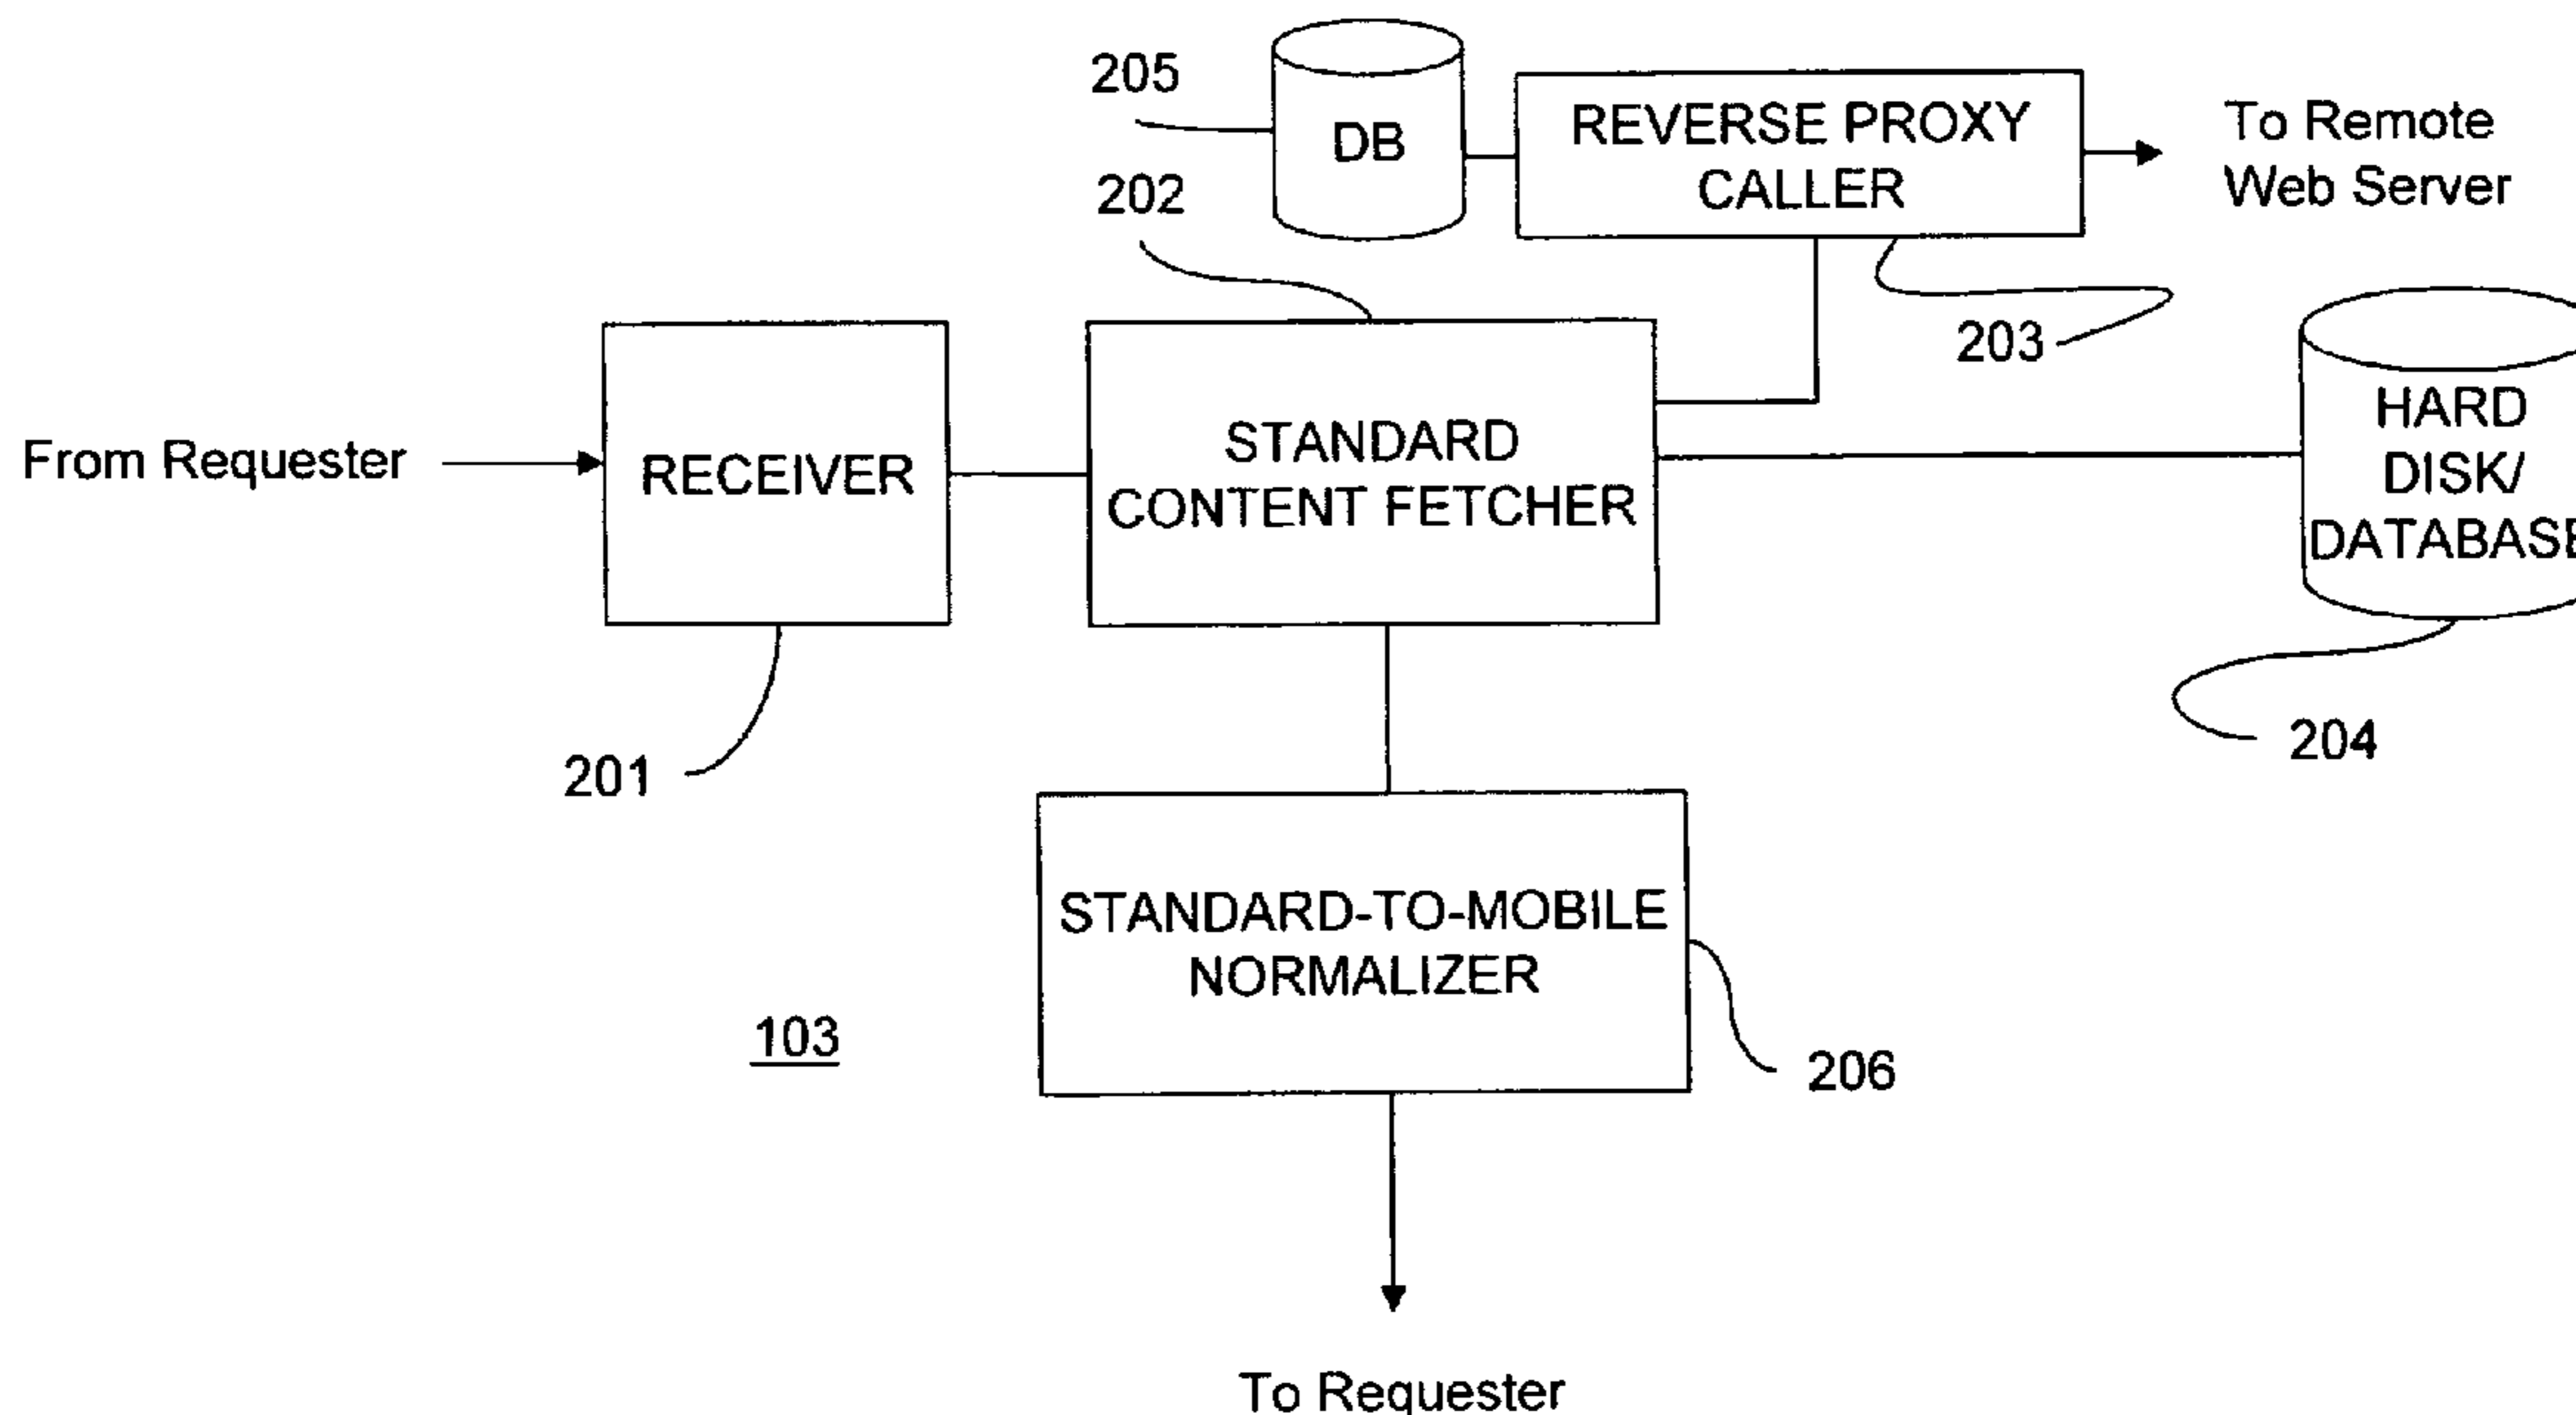 205
DB
REVERSE PROXY
CALLER
To Remote
Web Server
202
203
From Requester
RECEIVER
STANDARD
CONTENT FETCHER
HARD
DISK/
DATABASE
201
204
STANDARD-TO-MOBILE
NORMALIZER
103
206
To Requester